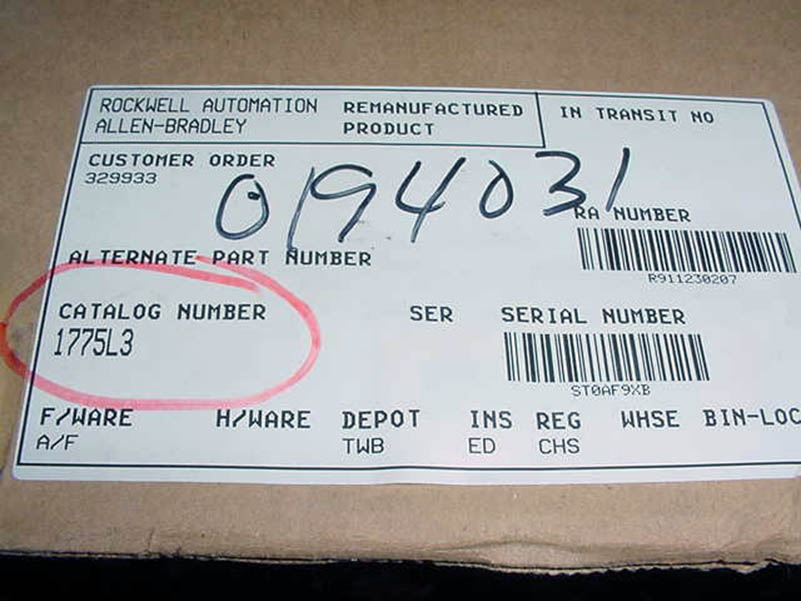 ROCKWELL AUTOMATION
ALLEN-BRADLEY
REMANUFACTURED
PRODUCT
IN TRANSIT NO
CUSTOMER ORDER
329933
0194031
RA NUMBER
R911230207
ALTERNATE PART NUMBER
CATALOG NUMBER
1775L3
SER
SERIAL NUMBER
ST0AF9XB
F/WARE H/WARE DEPOT INS REG WHSE BIN-LOC
A/F TWB ED CHS